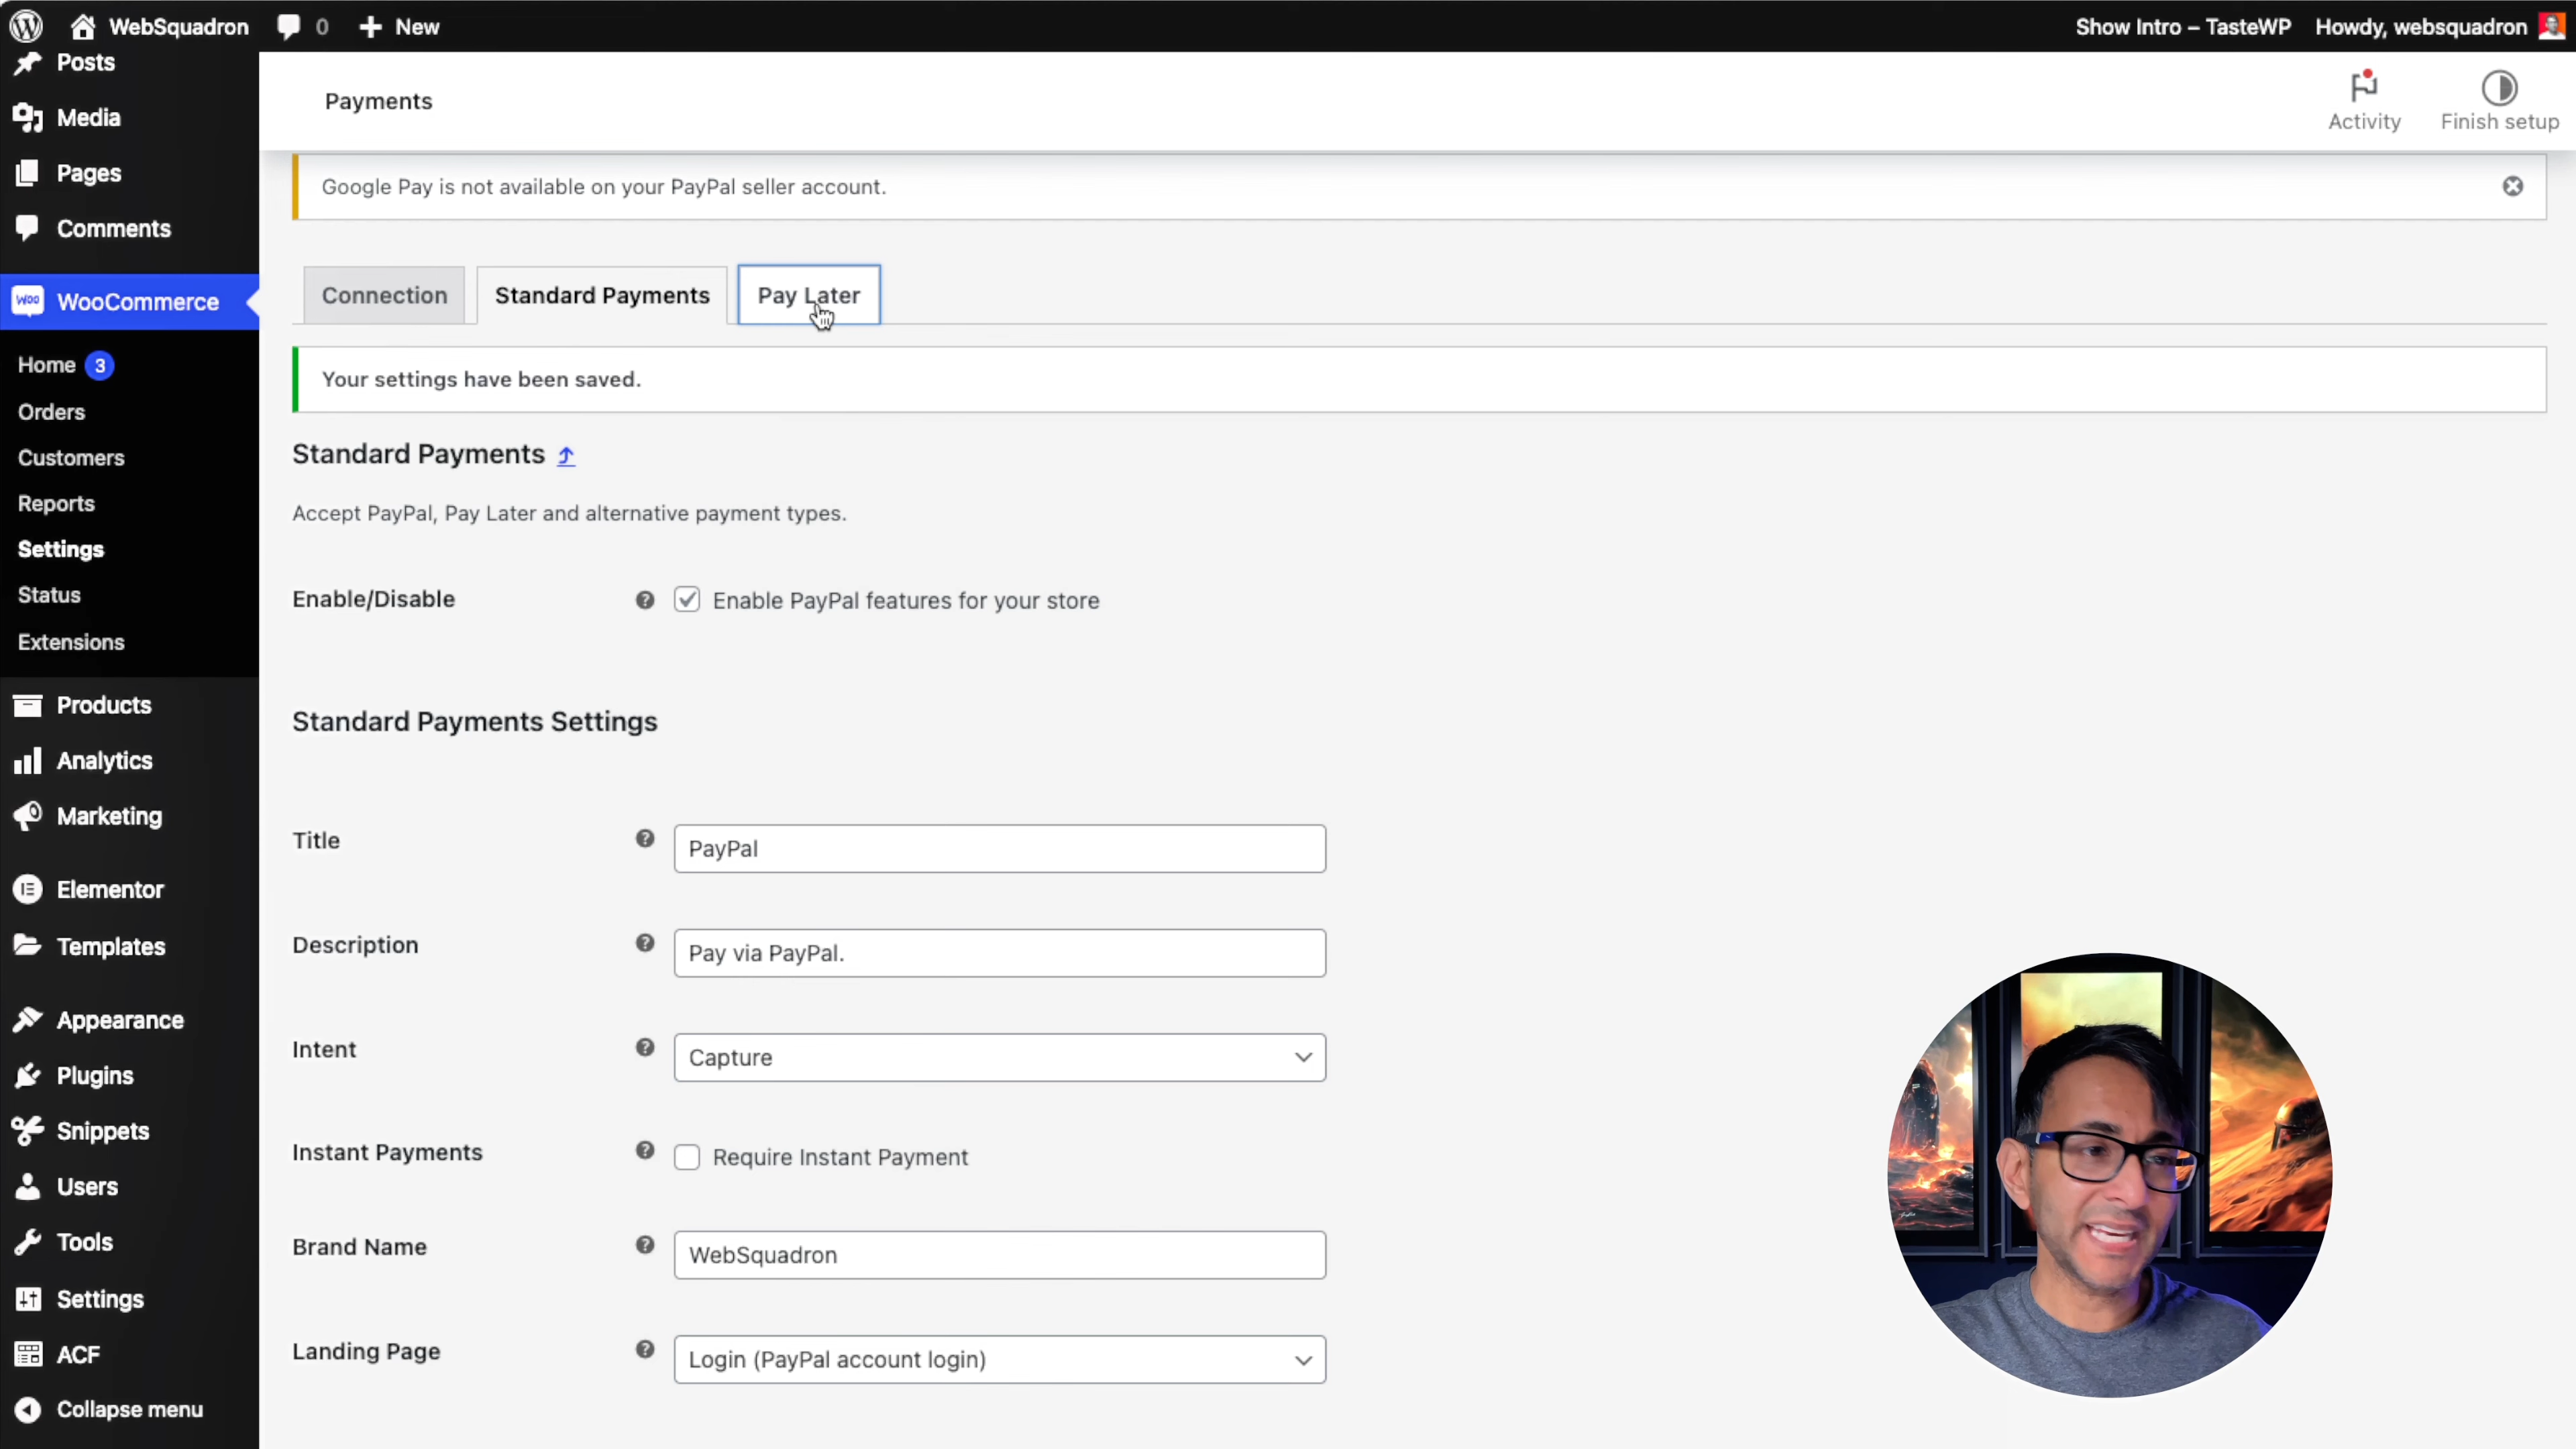 WebSquadron 0 New Show Intro – TasteWP Howdy, websquadron
Posts
Media
Pages
Comments
WOO WooCommerce
Home 3
Orders
Customers
Reports
Settings
Status
Extensions
Products
Analytics
Marketing
Elementor
Templates
Appearance
Plugins
Snippets
Users
Tools
Settings
ACF
Collapse menu
Payments
Activity
Finish setup
Google Pay is not available on your PayPal seller account.
Connection Standard Payments Pay Later
Your settings have been saved.
Standard Payments
Accept PayPal, Pay Later and alternative payment types.
Enable/Disable Enable PayPal features for your store
Standard Payments Settings
Title PayPal
Description Pay via PayPal.
Intent Capture
Instant Payments Require Instant Payment
Brand Name WebSquadron
Landing Page Login (PayPal account login)